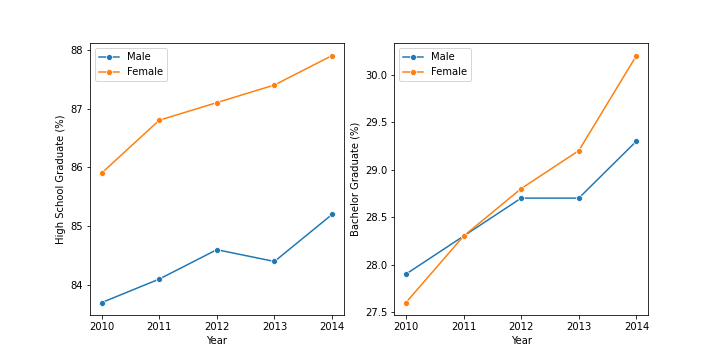 High School Graduate (%)
88
87
86
85
84
Male
Female
2010 2011 2012 2013 2014
Year
Bachelor Graduate (%)
30.0
29.5
29.0
28.5
28.0
27.5
Male
Female
2010 2011 2012 2013 2014
Year